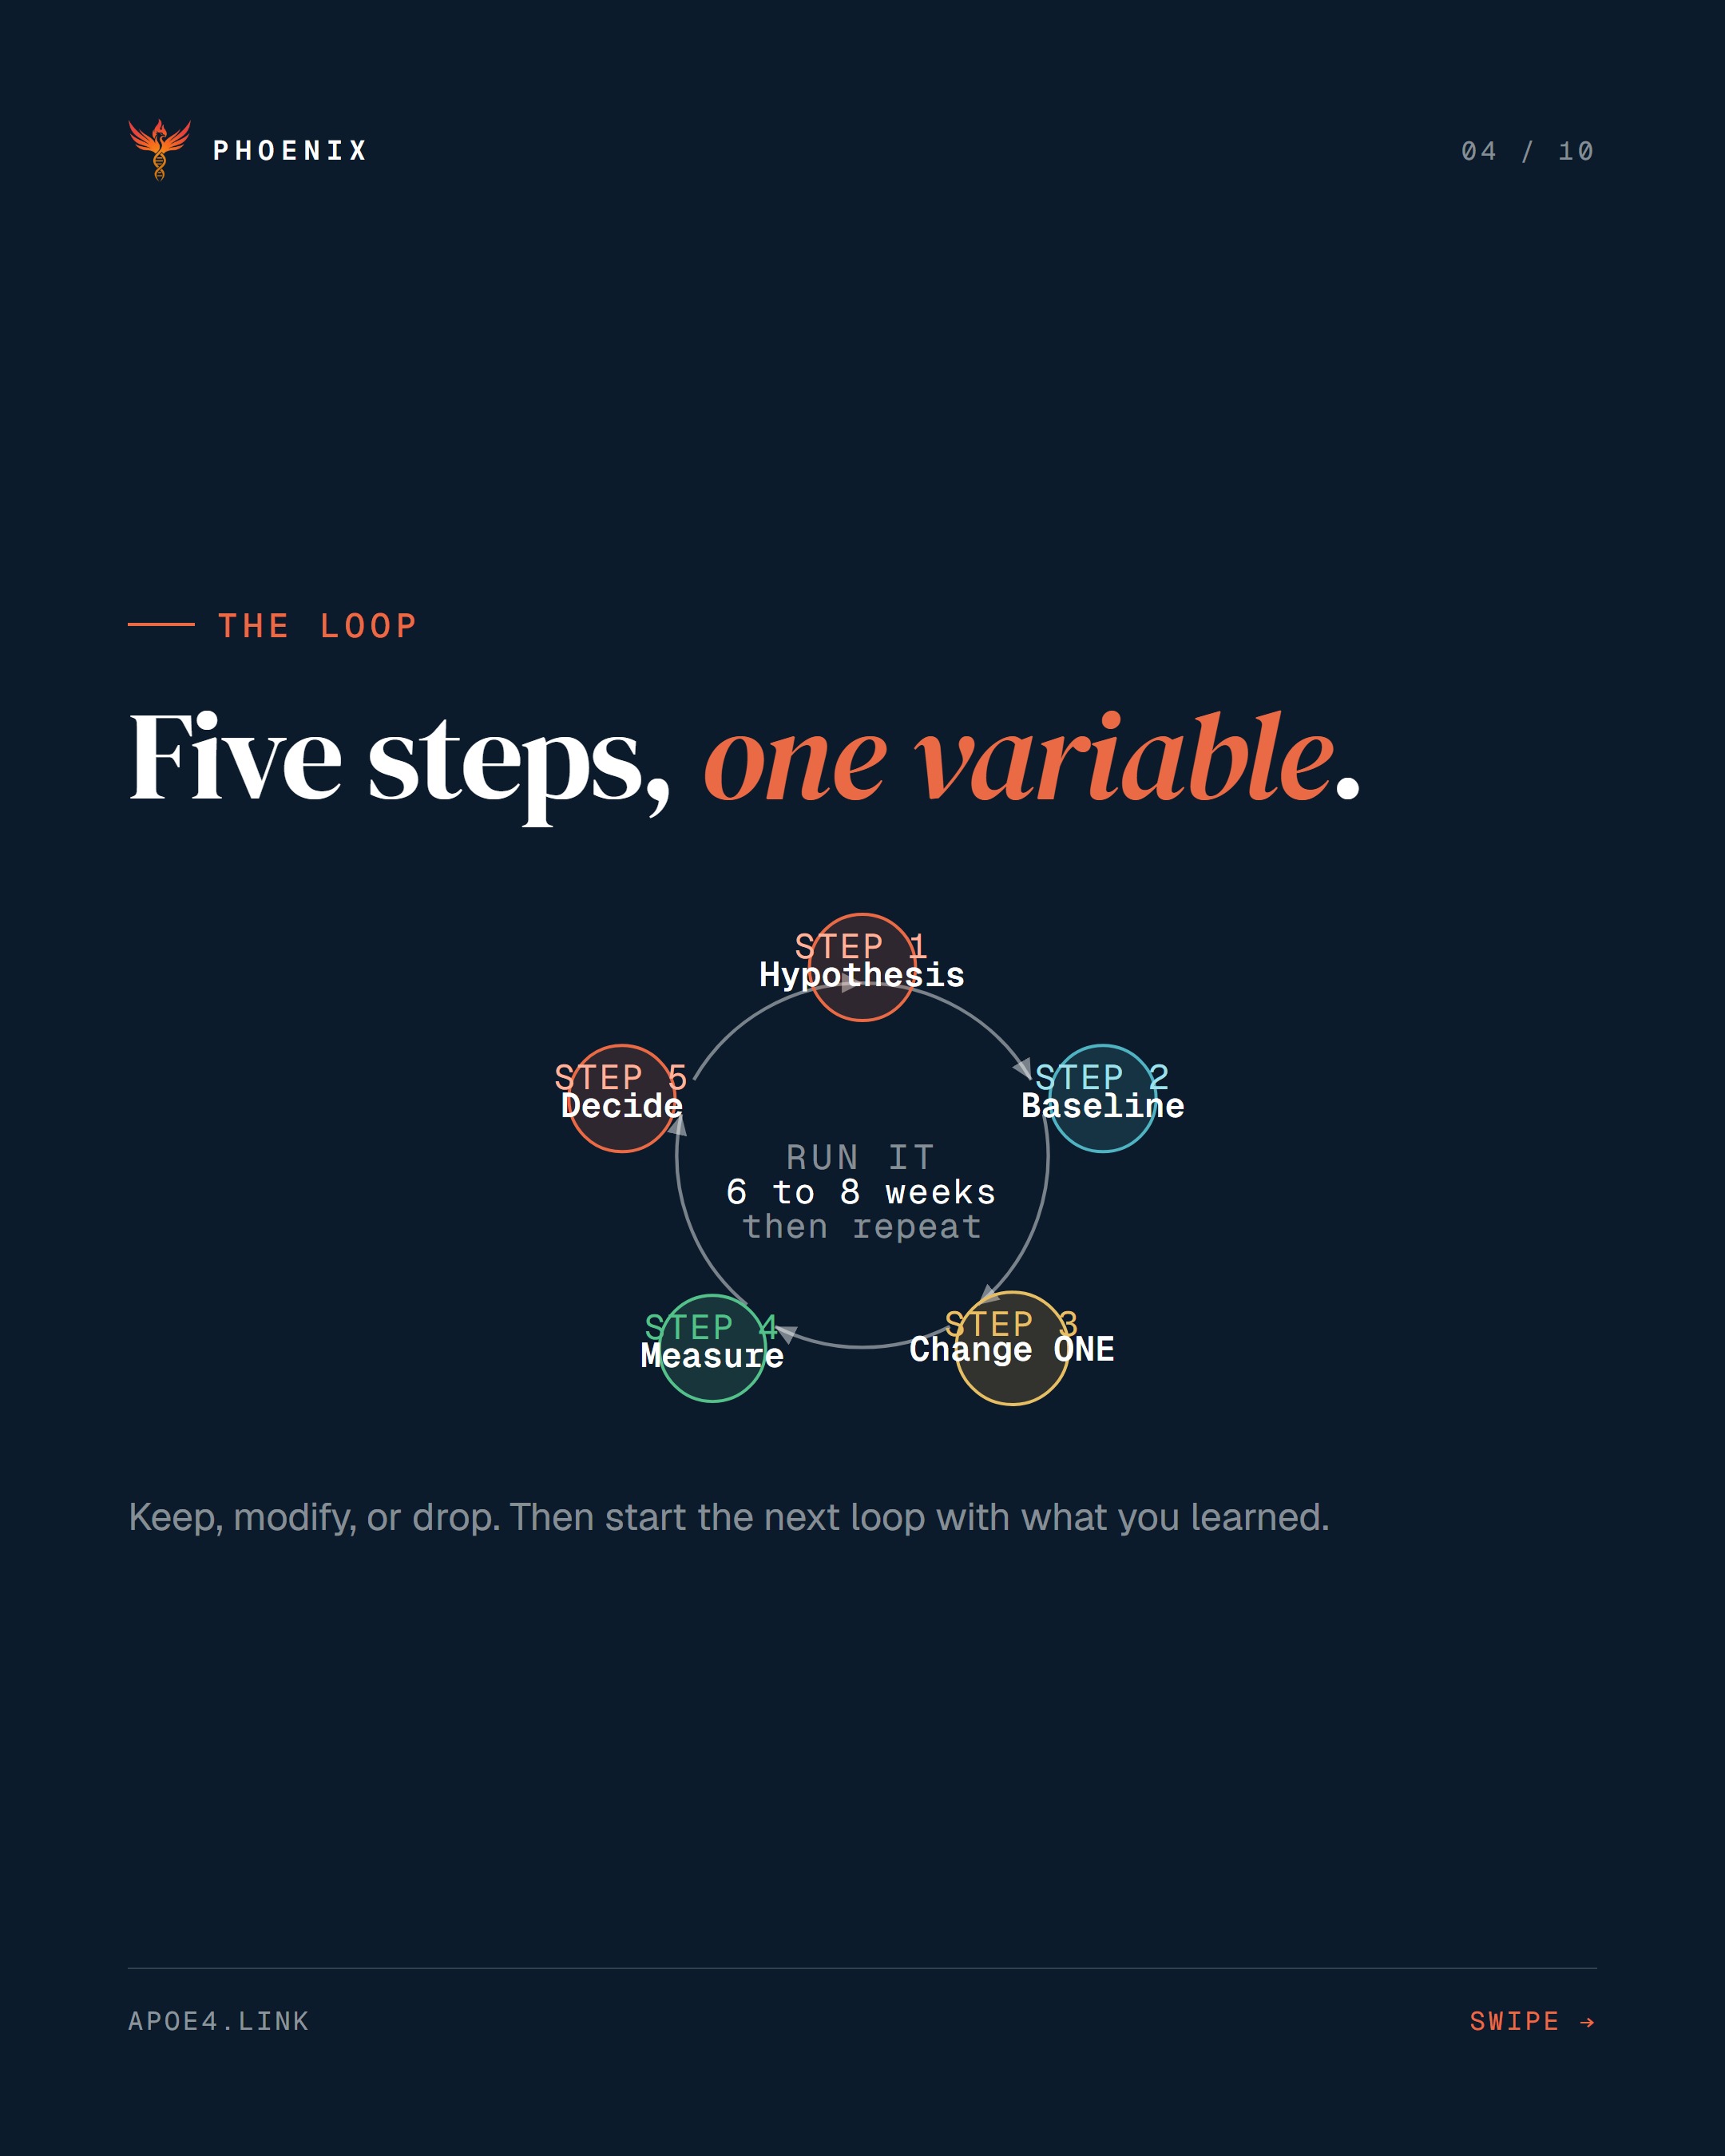 PHOENIX
04 / 10
THE LOOP
Five steps, one variable.
STEP 1
Hypothesis
STEP 5
Decide
STEP 2
Baseline
RUN IT
6 to 8 weeks
then repeat
STEP 4
Measure
STEP 3
Change ONE
Keep, modify, or drop. Then start the next loop with what you learned.
APOE4.LINK
SWIPE →